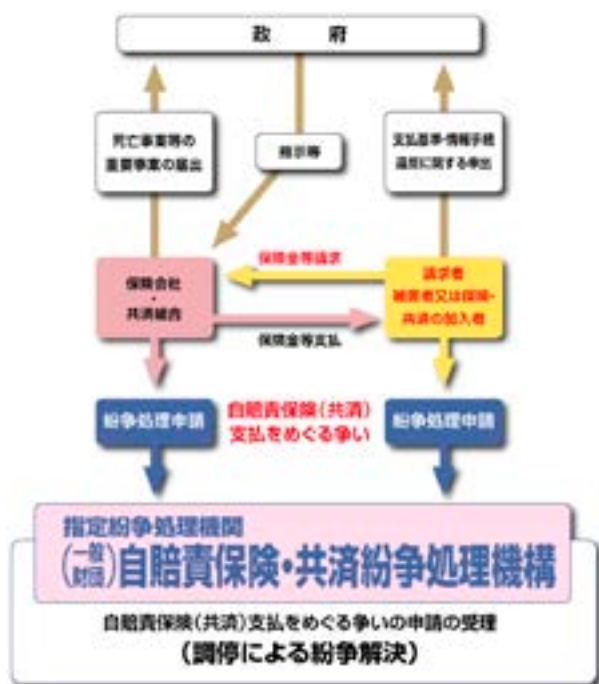 政 府
死亡事案等の
重要事案の届出
指示等
支払基準・情報手続
違反に関する申出
保険会社
・
共済組合
保険金等請求
保険金等支払
請求者
被害者又は保険・
共済の加入者
紛争処理申請
自賠責保険(共済)
支払をめぐる争い
紛争処理申請
指定紛争処理機関
(一般財団)自賠責保険・共済紛争処理機構
自賠責保険(共済)支払をめぐる争いの申請の受理
(調停による紛争解決)